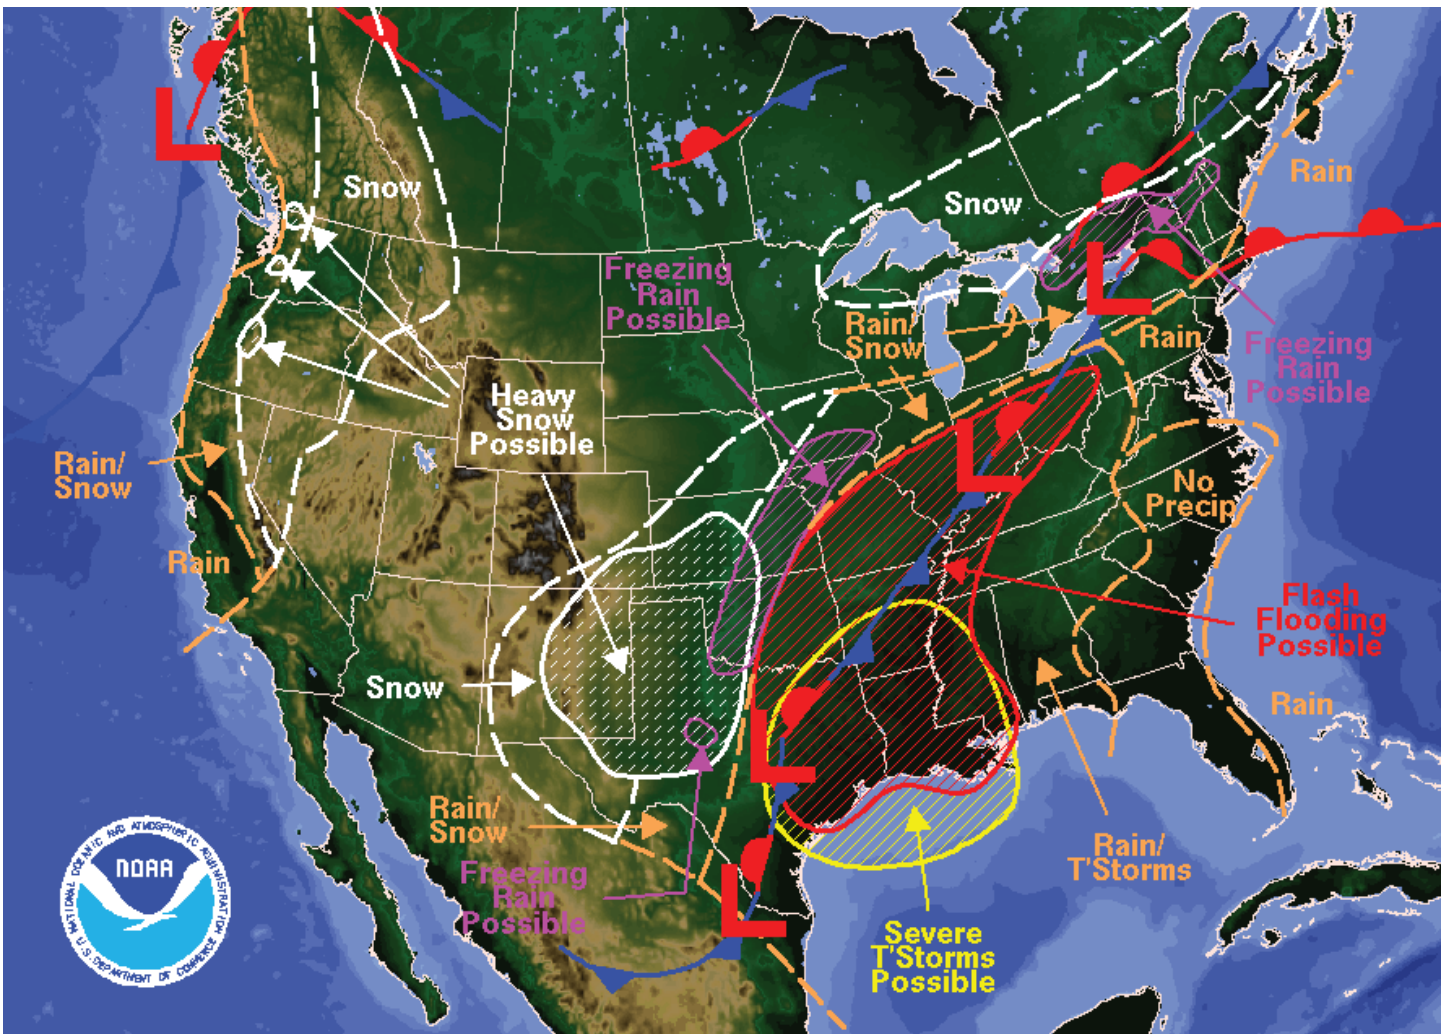 L
Snow
Snow
Rain
Freezing
Rain
Possible
L
Rain/
Snow
Rain
Freezing
Rain
Possible
Heavy
Snow
Possible
L
Rain/
Snow
No
Precip
Rain
Flash
Flooding
Possible
Snow
Rain
L
Rain/
Snow
Rain/
T'Storms
Freezing
Rain
Possible
L
Severe
T'Storms
Possible
NATIONAL OCEANIC AND ATMOSPHERIC ADMINISTRATION
NOAA
U.S. DEPARTMENT OF COMMERCE